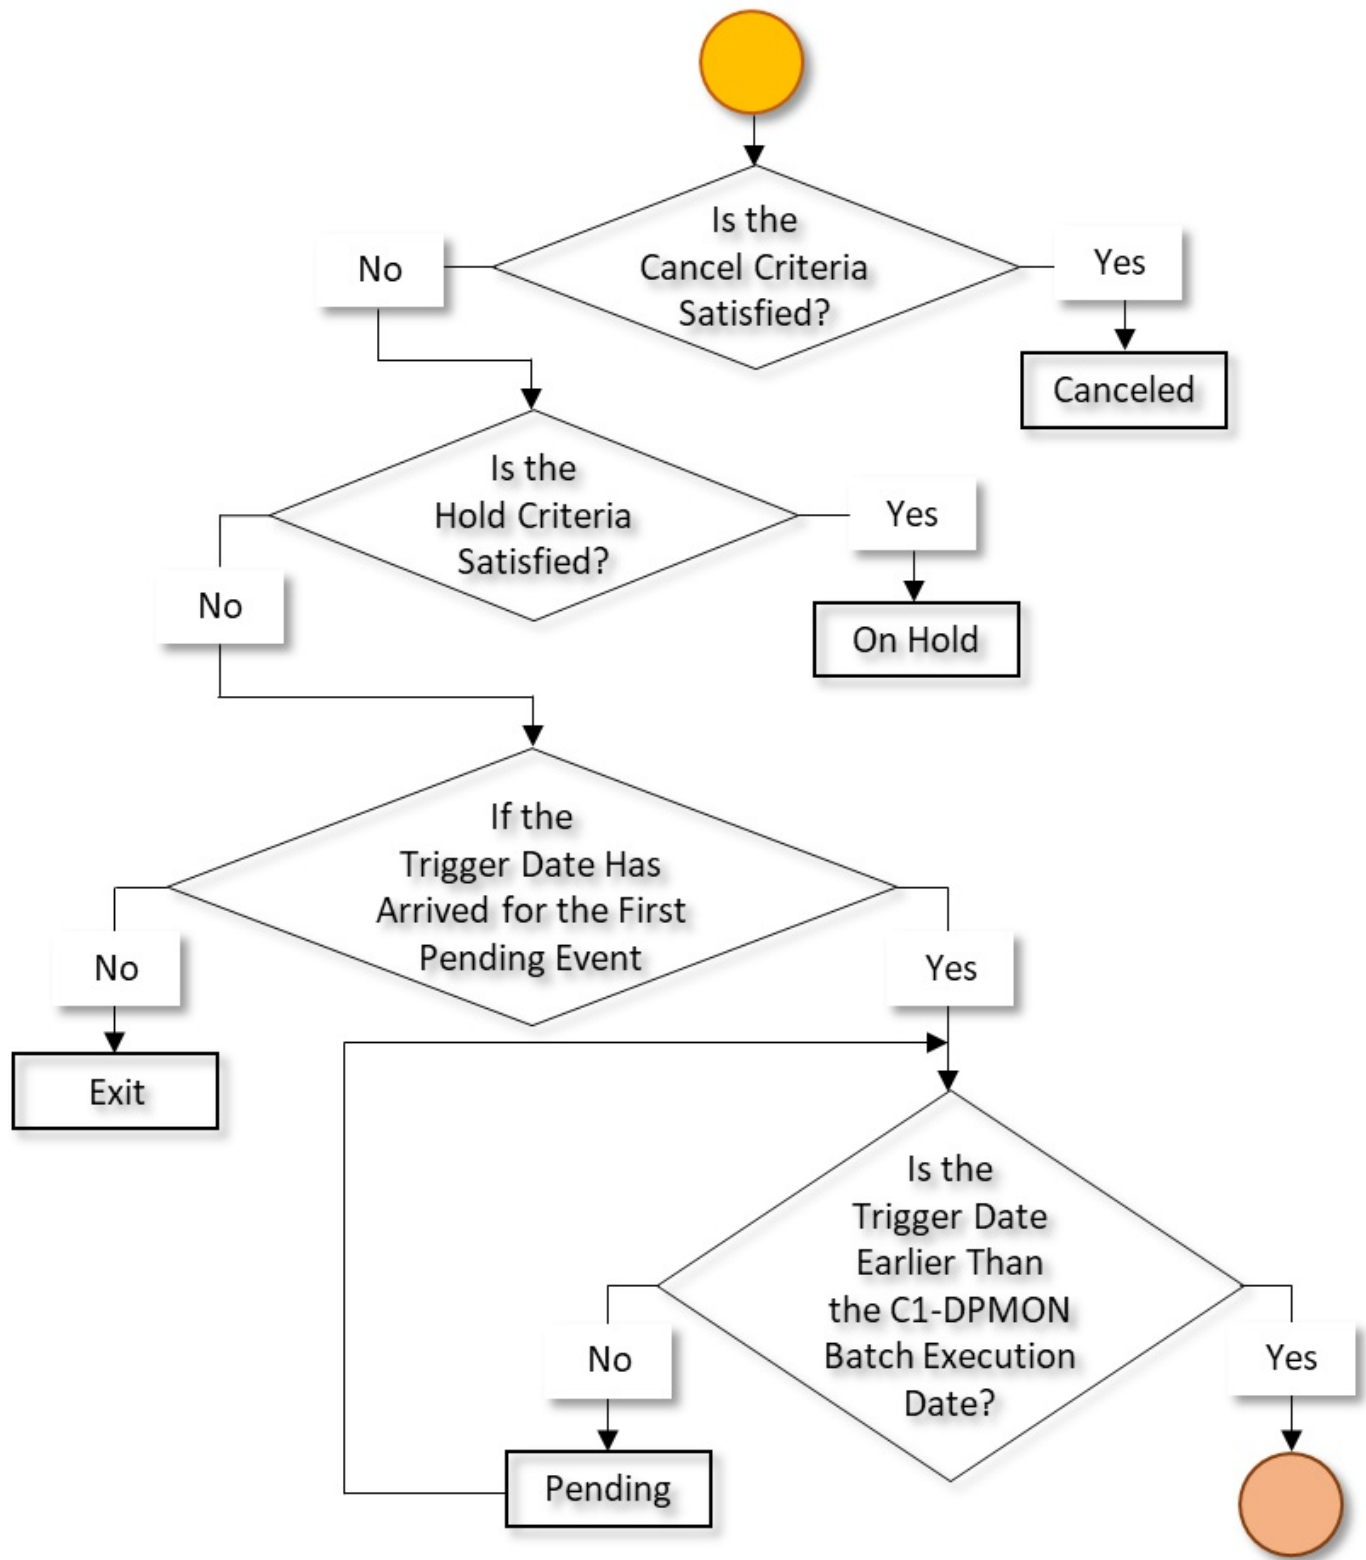 Is the
Cancel Criteria
Satisfied?
No
Yes
Canceled
Is the
Hold Criteria
Satisfied?
Yes
No
On Hold
If the
Trigger Date Has
Arrived for the First
Pending Event
No
Yes
Exit
Is the
Trigger Date
Earlier Than
the C1-DPMON
Batch Execution
Date?
No
Yes
Pending